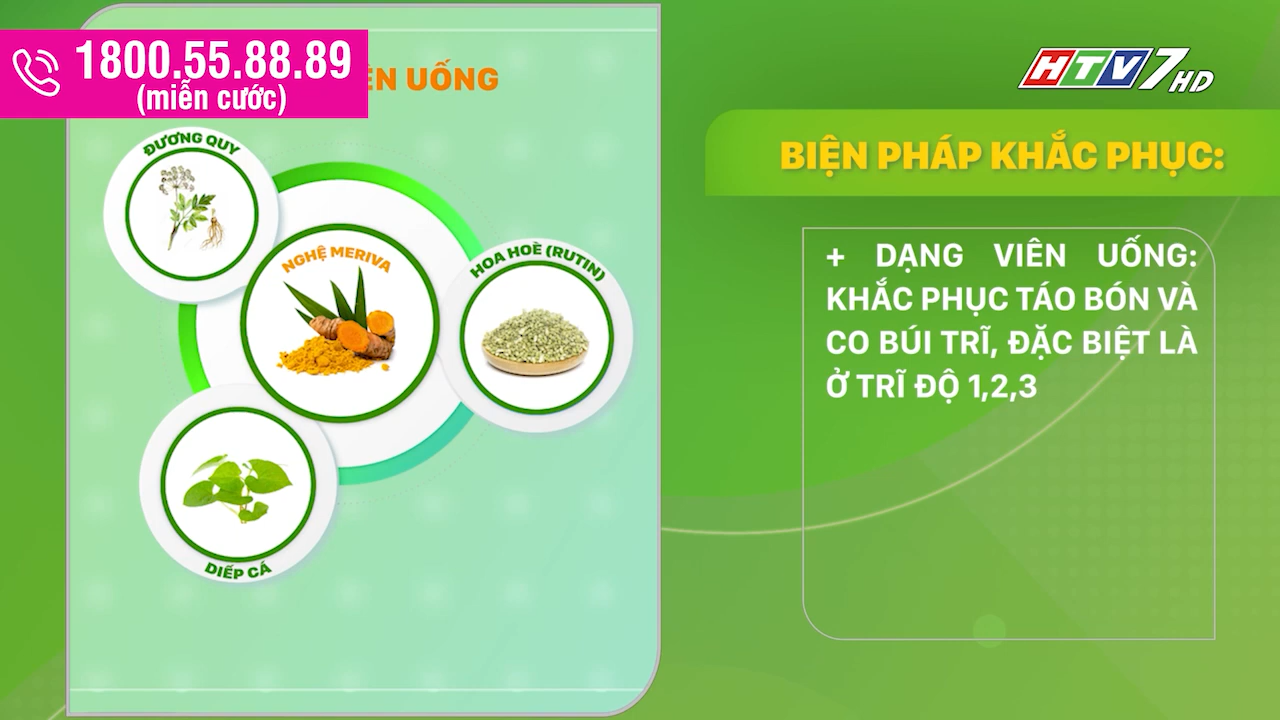 1800.55.88.89
(miễn cước)
ÊN UỐNG
HTV7 HD
BIỆN PHÁP KHẮC PHỤC:
ĐƯƠNG QUY
NGHỆ MERIVA
HOA HOÈ (RUTIN)
DIẾP CÁ
+ DẠNG VIÊN UỐNG:
KHẮC PHỤC TÁO BÓN VÀ
CO BÚI TRĨ, ĐẶC BIỆT LÀ
Ở TRĨ ĐỘ 1,2,3